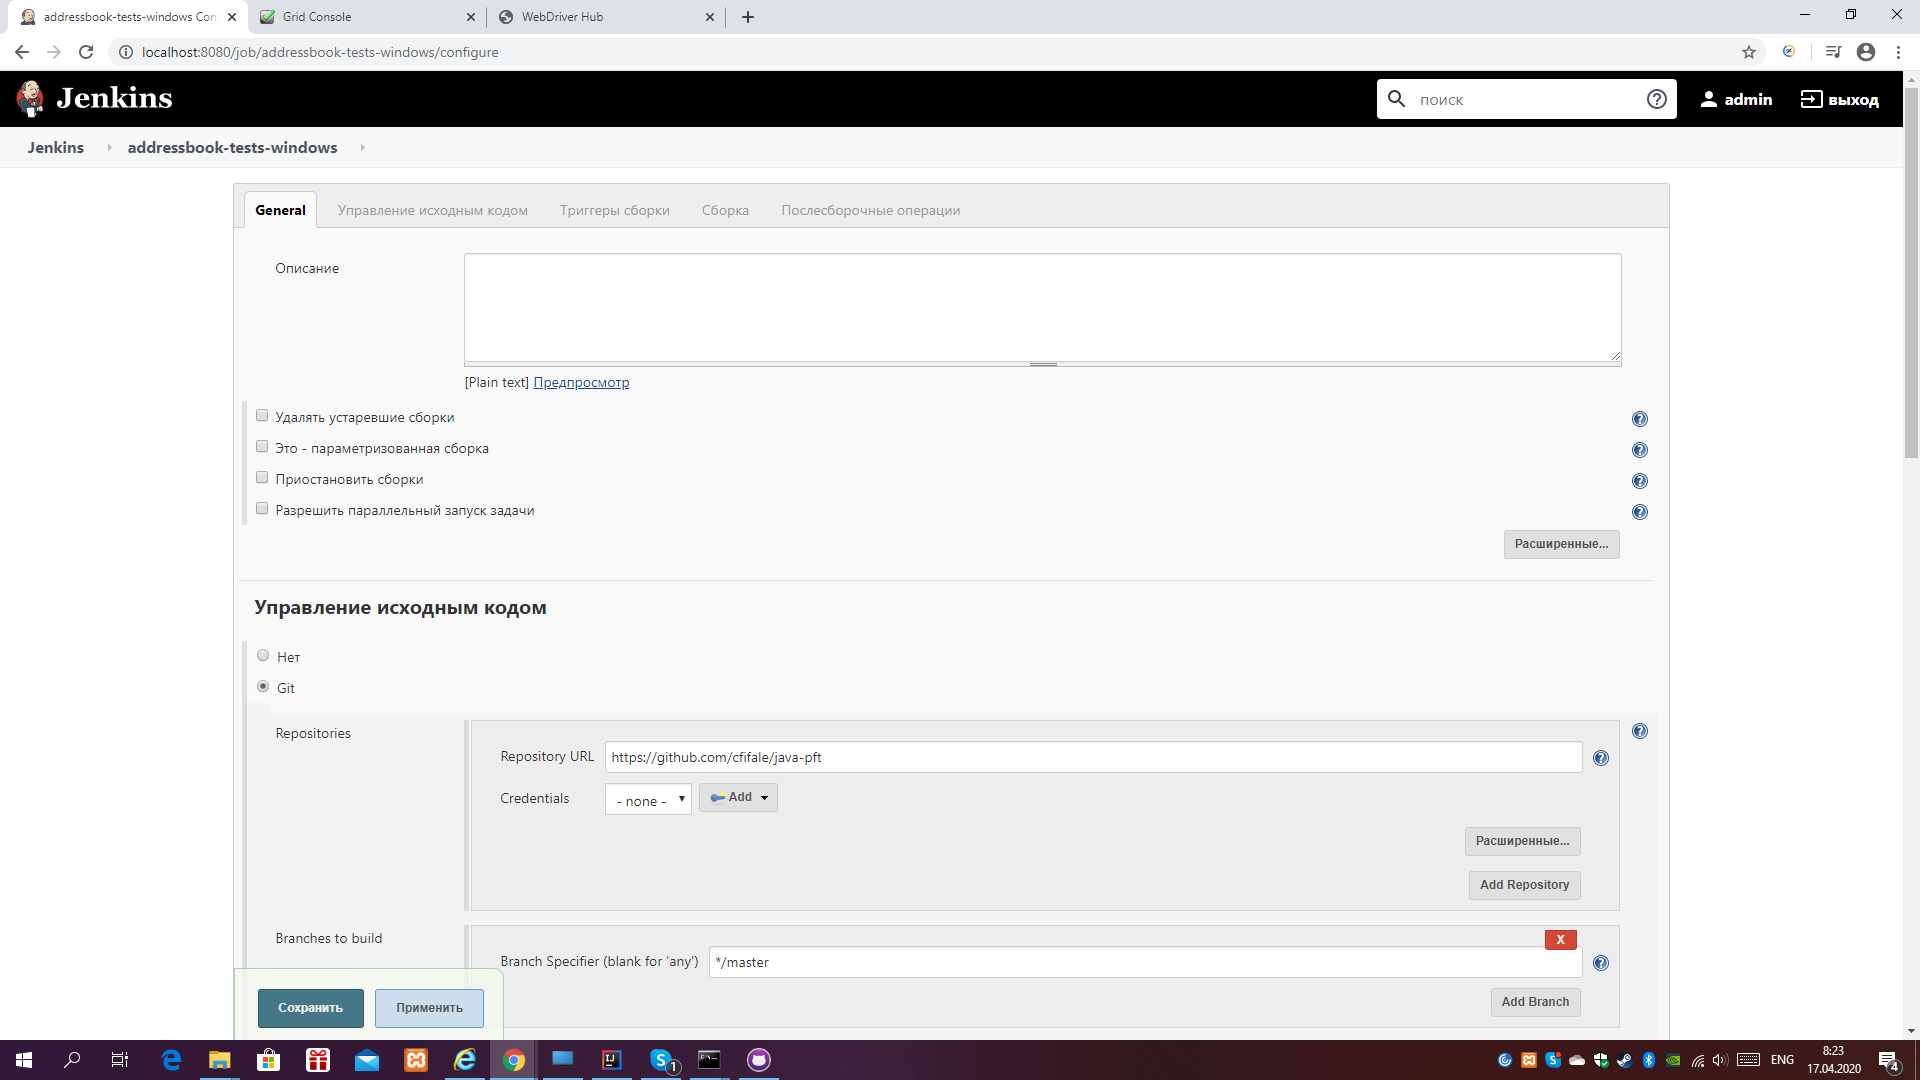 addressbook-tests-windows Con
Grid Console
WebDriver Hub
localhost:8080/job/addressbook-tests-windows/configure
Jenkins
поиск
admin
выход
Jenkins
addressbook-tests-windows
General
Управление исходным кодом
Триггеры сборки
Сборка
Послесборочные операции
Описание
[Plain text] Предпросмотр
Удалять устаревшие сборки
Это - параметризованная сборка
Приостановить сборки
Разрешить параллельный запуск задачи
Расширенные...
Управление исходным кодом
Нет
Git
Repositories
Repository URL
https://github.com/cfifale/java-pft
Credentials
- none -
Add
Расширенные...
Add Repository
Branches to build
X
Branch Specifier (blank for 'any')
*/master
Add Branch
Сохранить
Применить
1
ENG
8:23
17.04.2020
4